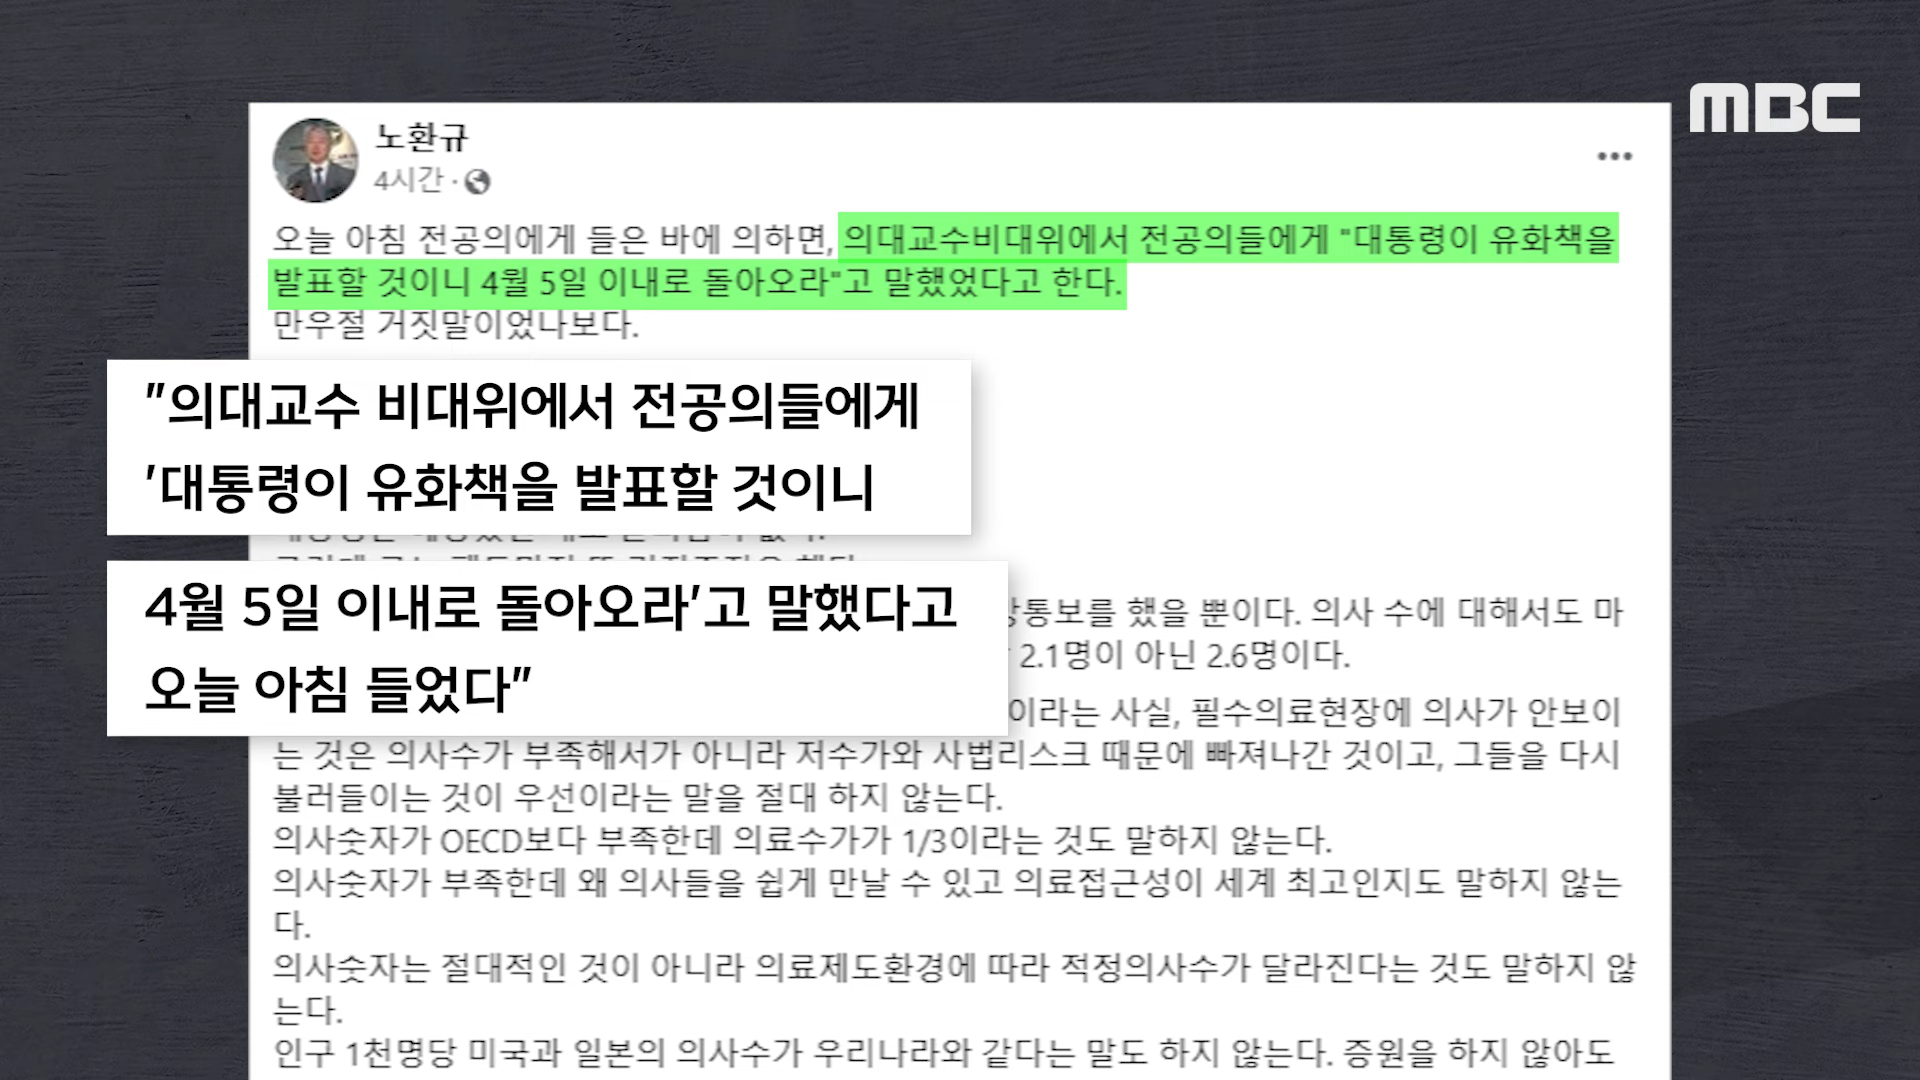 MBC
노환규
4시간 ·
오늘 아침 전공의에게 들은 바에 의하면, 의대교수비대위에서 전공의들에게 "대통령이 유화책을
발표할 것이니 4월 5일 이내로 돌아오라"고 말했었다고 한다.
만우절 거짓말이었나보다.
"의대교수 비대위에서 전공의들에게
'대통령이 유화책을 발표할 것이니
4월 5일 이내로 돌아오라'고 말했다고
오늘 아침 들었다"
했을 뿐이다. 의사 수에 대해서도 마
2.1명이 아닌 2.6명이다.
이라는 사실, 필수의료현장에 의사가 안보이
는 것은 의사수가 부족해서가 아니라 저수가와 사법리스크 때문에 빠져나간 것이고, 그들을 다시
불러들이는 것이 우선이라는 말을 절대 하지 않는다.
의사숫자가 OECD보다 부족한데 의료수가가 1/3이라는 것도 말하지 않는다.
의사숫자가 부족한데 왜 의사들을 쉽게 만날 수 있고 의료접근성이 세계 최고인지도 말하지 않는
다.
의사숫자는 절대적인 것이 아니라 의료제도환경에 따라 적정의사수가 달라진다는 것도 말하지 않
는다.
인구 1천명당 미국과 일본의 의사수가 우리나라와 같다는 말도 하지 않는다. 증원을 하지 않아도